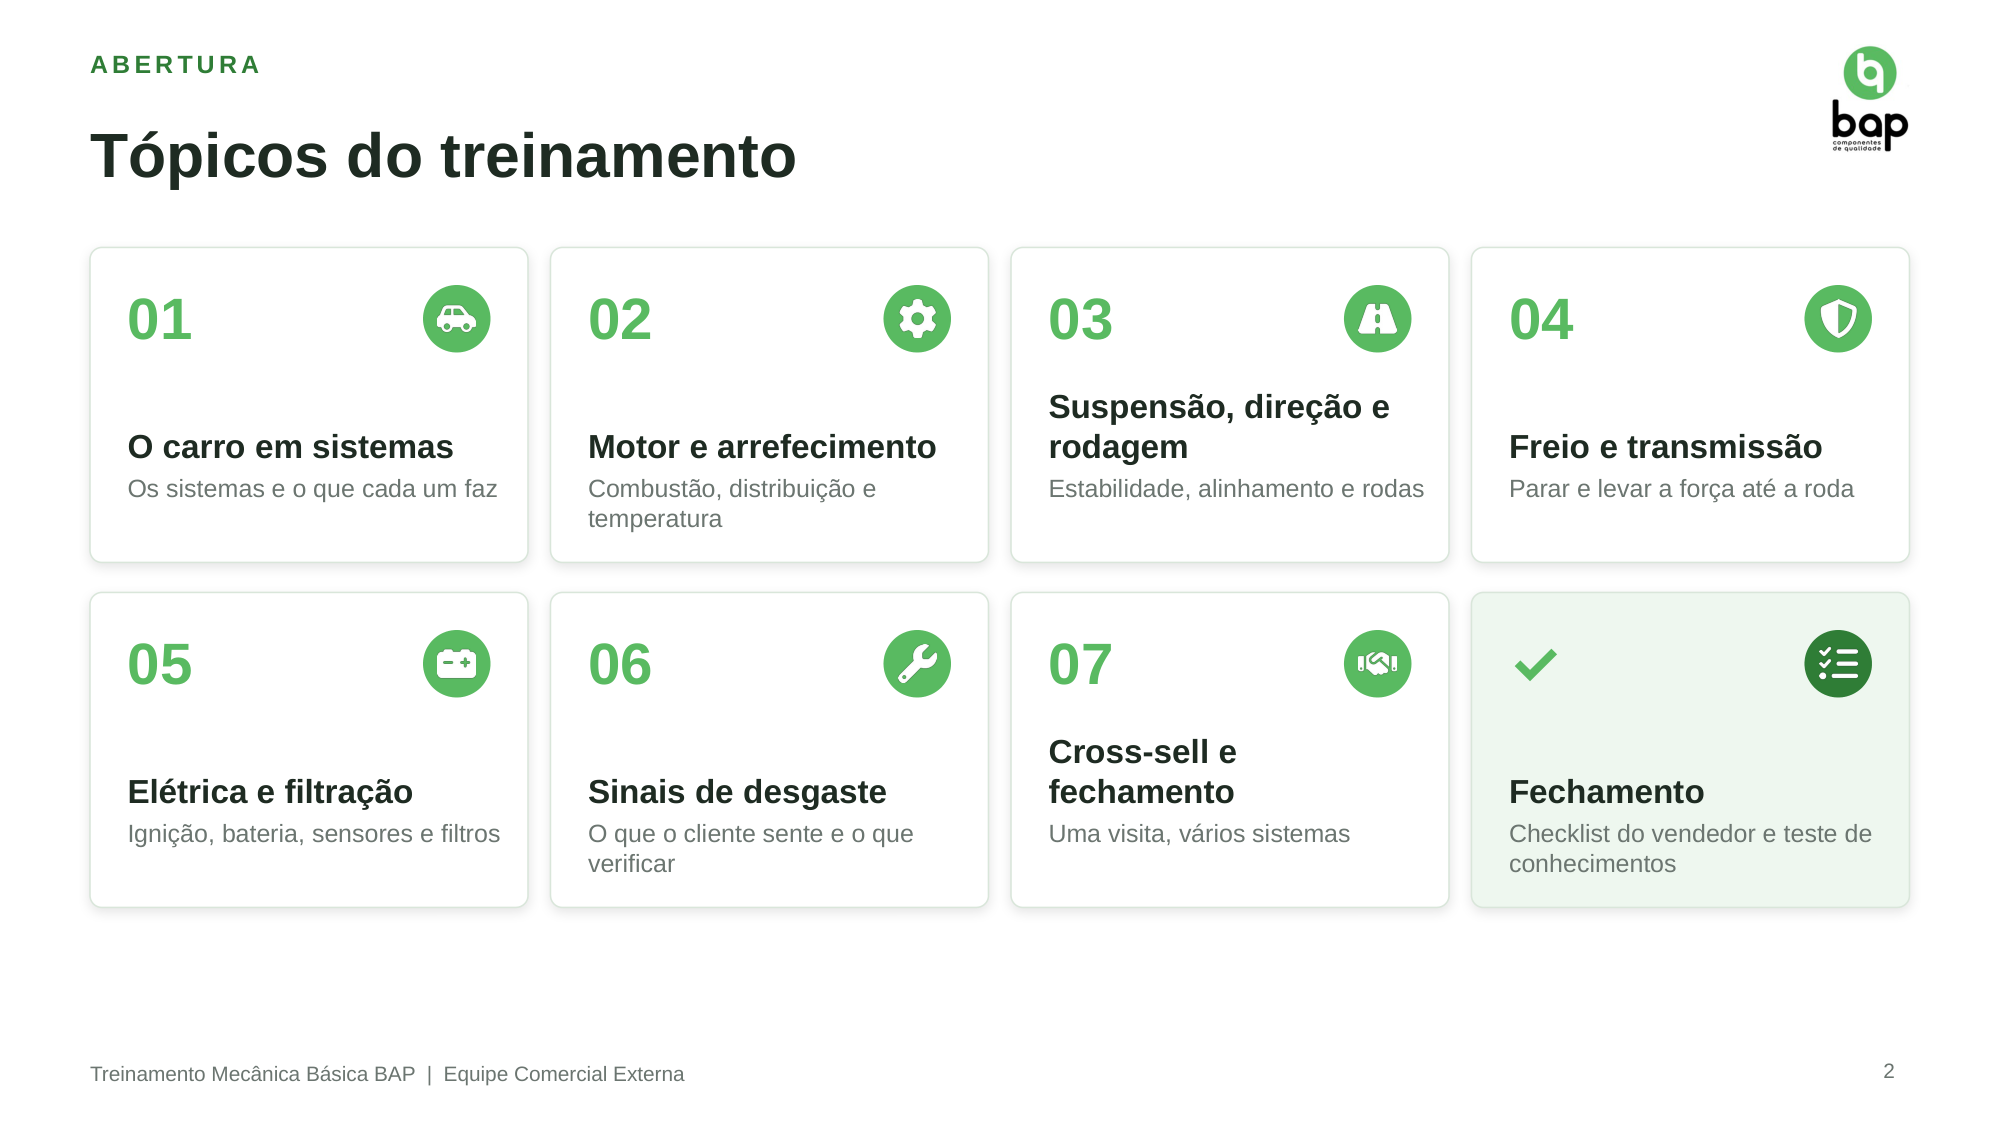 ABERTURA
bap
componentes
de qualidade
Tópicos do treinamento
01
O carro em sistemas
Os sistemas e o que cada um faz
02
Motor e arrefecimento
Combustão, distribuição e
temperatura
03
Suspensão, direção e
rodagem
Estabilidade, alinhamento e rodas
04
Freio e transmissão
Parar e levar a força até a roda
05
Elétrica e filtração
Ignição, bateria, sensores e filtros
06
Sinais de desgaste
O que o cliente sente e o que
verificar
07
Cross-sell e
fechamento
Uma visita, vários sistemas
Fechamento
Checklist do vendedor e teste de
conhecimentos
Treinamento Mecânica Básica BAP | Equipe Comercial Externa
2